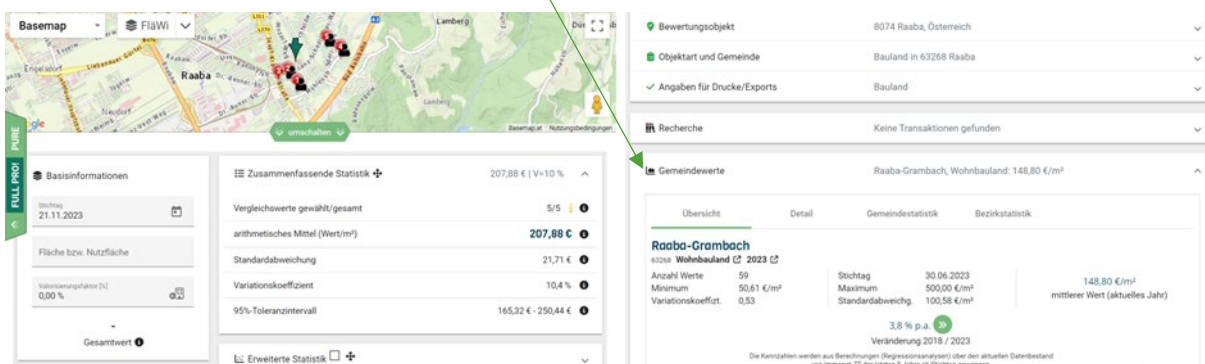 Basemap
FläWi
Lamberg
Engelsdorf
Liebenauer Gürtel
Raaba
Neudorf
Lamberg
umschalten
Basemap.at Nutzungsbedingungen
FULL PRO! PURE
Basisinformationen
Stichtag
21.11.2023
Fläche bzw. Nutzfläche
Valorisierungsfaktor [%]
0,00 %
-
Gesamtwert
Zusammenfassende Statistik 207,88 € | V=10 %
Vergleichswerte gewählt/gesamt 5/5
arithmetisches Mittel (Wert/m²) 207,88 €
Standardabweichung 21,71 €
Variationskoeffizient 10,4 %
95%-Toleranzintervall 165,32 € - 250,44 €
Erweiterte Statistik
Bewertungsobjekt 8074 Raaba, Österreich
Objektart und Gemeinde Bauland in 63268 Raaba
Angaben für Drucke/Exports Bauland
Recherche Keine Transaktionen gefunden
Gemeindewerte Raaba-Grambach, Wohnbauland: 148,80 €/m²
Übersicht Detail Gemeindestatistik Bezirkstatistik
Raaba-Grambach
63268 Wohnbauland 2023
Anzahl Werte 59 Stichtag 30.06.2023
Minimum 50,61 €/m² Maximum 500,00 €/m²
Variationskoeffizt. 0,53 Standardabweichg. 100,58 €/m²
148,80 €/m²
mittlerer Wert (aktuelles Jahr)
3,8 % p.a.
Veränderung 2018 / 2023
Die Kennzahlen werden aus Berechnungen (Regressionsanalysen) über den aktuellen Datenbestand